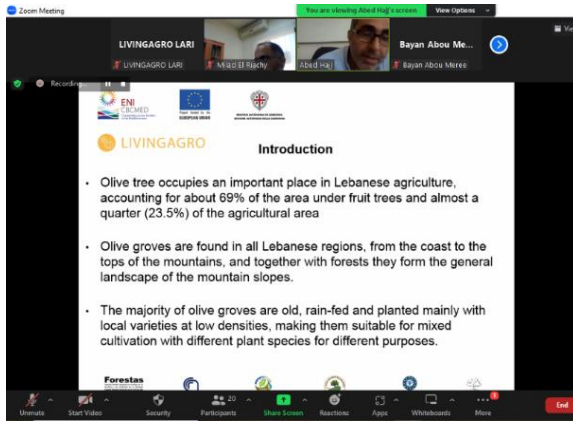 Zoom Meeting
You are viewing Abed Hajj's screen
View Options
LIVINGAGRO LARI
Bayan Abou Me...
LIVINGAGRO LARI
Milad El Riachy
Abed Hajj
Bayan Abou Meree
Recording...
ENI
CBCMED
EUROPEAN UNION
LIVINGAGRO
Introduction
• Olive tree occupies an important place in Lebanese agriculture,
accounting for about 69% of the area under fruit trees and almost a
quarter (23.5%) of the agricultural area
• Olive groves are found in all Lebanese regions, from the coast to the
tops of the mountains, and together with forests they form the general
landscape of the mountain slopes.
• The majority of olive groves are old, rain-fed and planted mainly with
local varieties at low densities, making them suitable for mixed
cultivation with different plant species for different purposes.
Forestas
Unmute
Start Video
Security
20
Participants
Share Screen
Reactions
Apps
Whiteboards
More
End